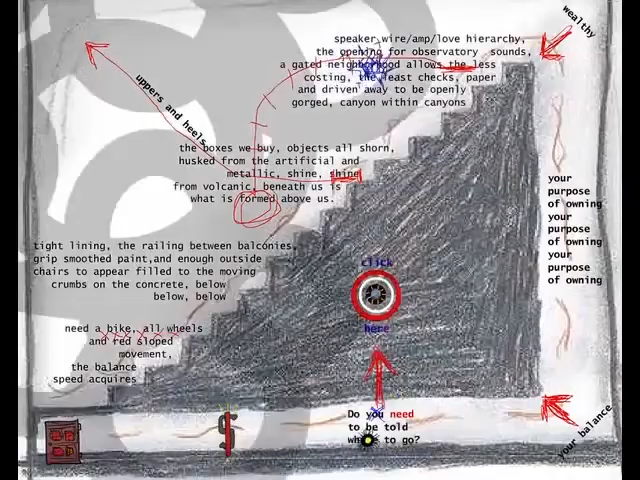 wealthy
speaker wire/amp/love hierarchy,
the opening for observatory sounds,
a gated neighborhood allows the less
costing, the least checks, paper
and driven away to be openly
gorged, canyon within canyons
uppers and heels
the boxes we buy, objects all shorn,
husked from the artificial and
metallic, shine, shine
from volcanic, beneath us is
what is formed above us.
your
purpose
of owning
your
purpose
of owning
your
purpose
of owning
tight lining, the railing between balconies,
grip smoothed paint,and enough outside
chairs to appear filled to the moving
crumbs on the concrete, below
below, below
click
here
need a bike, all wheels
and red sloped
movement,
the balance
speed acquires
Do you need
to be told
where to go?
your balance
$